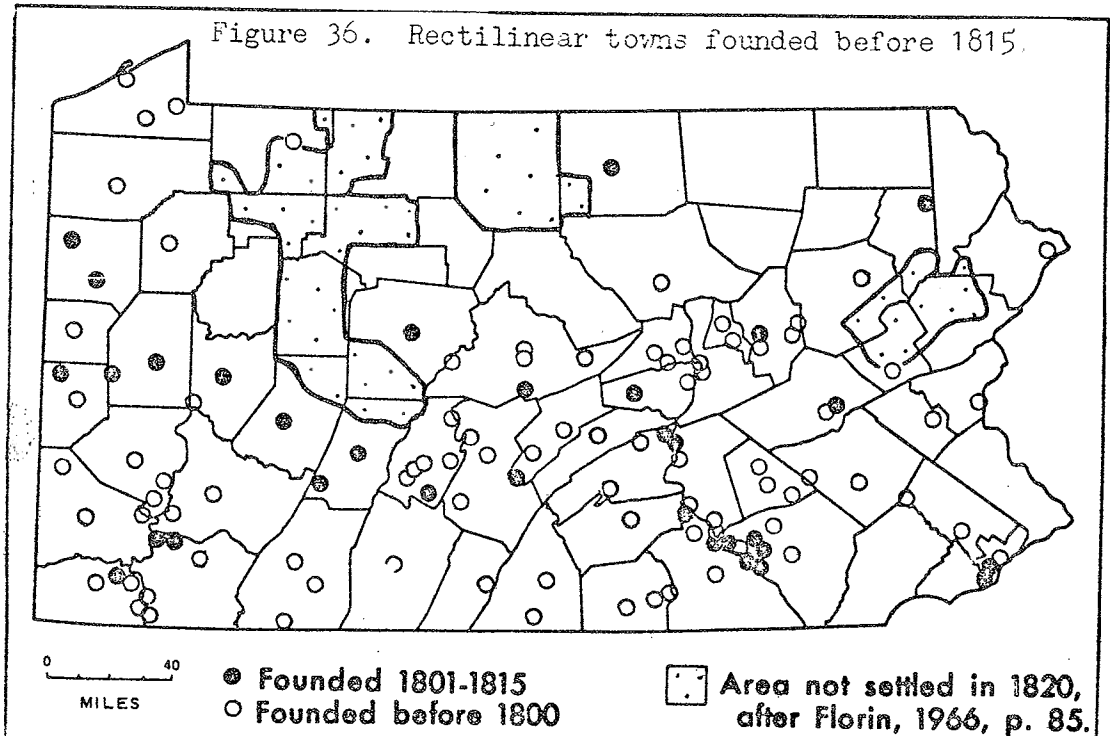 Figure 36. Rectilinear towns founded before 1815.
0 40
MILES
Founded 1801-1815
Founded before 1800
Area not settled in 1820,
after Florin, 1966, p. 85.